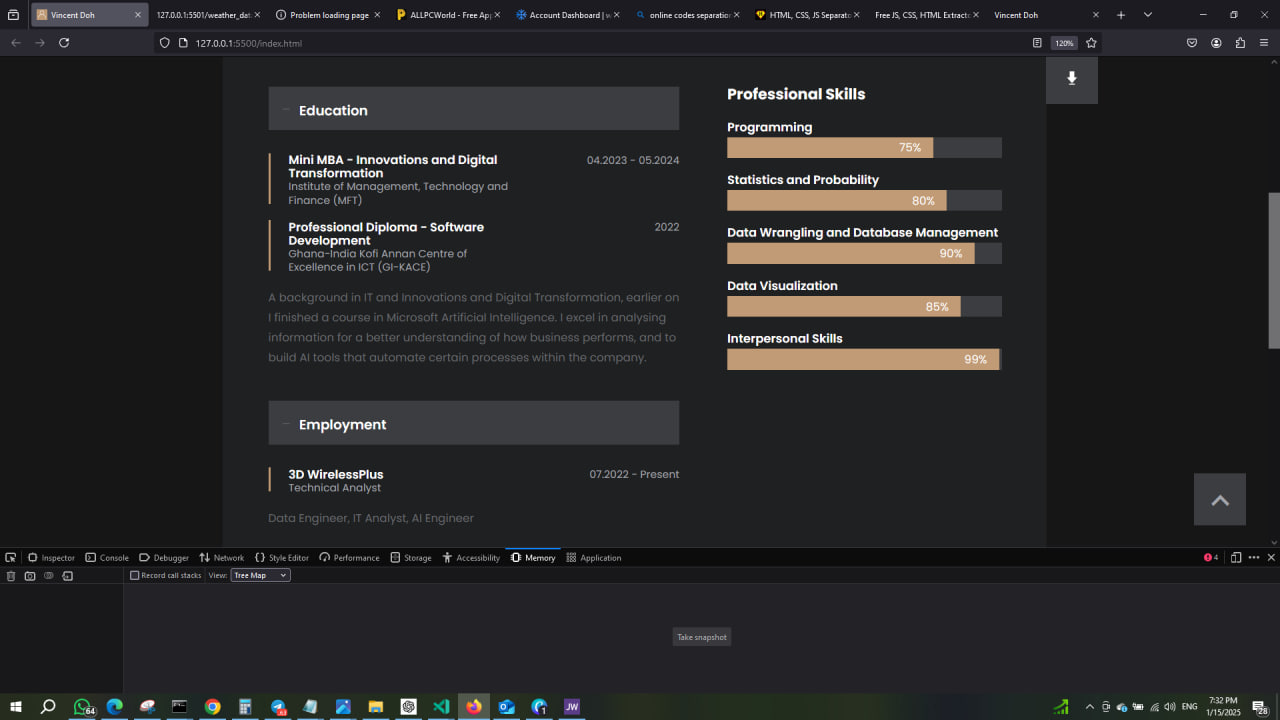 Vincent Doh
127.0.0.1:5501/weather_dat
Problem loading page
ALLPCWorld - Free App
Account Dashboard | w
online codes separation
HTML, CSS, JS Separato
Free JS, CSS, HTML Extracto
Vincent Doh
127.0.0.1:5500/index.html
120%
Education
Mini MBA - Innovations and Digital
Transformation
04.2023 - 05.2024
Institute of Management, Technology and
Finance (MFT)
Professional Diploma - Software
Development
2022
Ghana-India Kofi Annan Centre of
Excellence in ICT (GI-KACE)
A background in IT and Innovations and Digital Transformation, earlier on
I finished a course in Microsoft Artificial Intelligence. I excel in analysing
information for a better understanding of how business performs, and to
build AI tools that automate certain processes within the company.
Employment
3D WirelessPlus
07.2022 - Present
Technical Analyst
Data Engineer, IT Analyst, AI Engineer
Professional Skills
Programming
75%
Statistics and Probability
80%
Data Wrangling and Database Management
90%
Data Visualization
85%
Interpersonal Skills
99%
Inspector
Console
Debugger
Network
Style Editor
Performance
Storage
Accessibility
Memory
Application
4
Record call stacks
View:
Tree Map
Take snapshot
64
63
1
JW
ENG
7:32 PM
1/15/2025
28